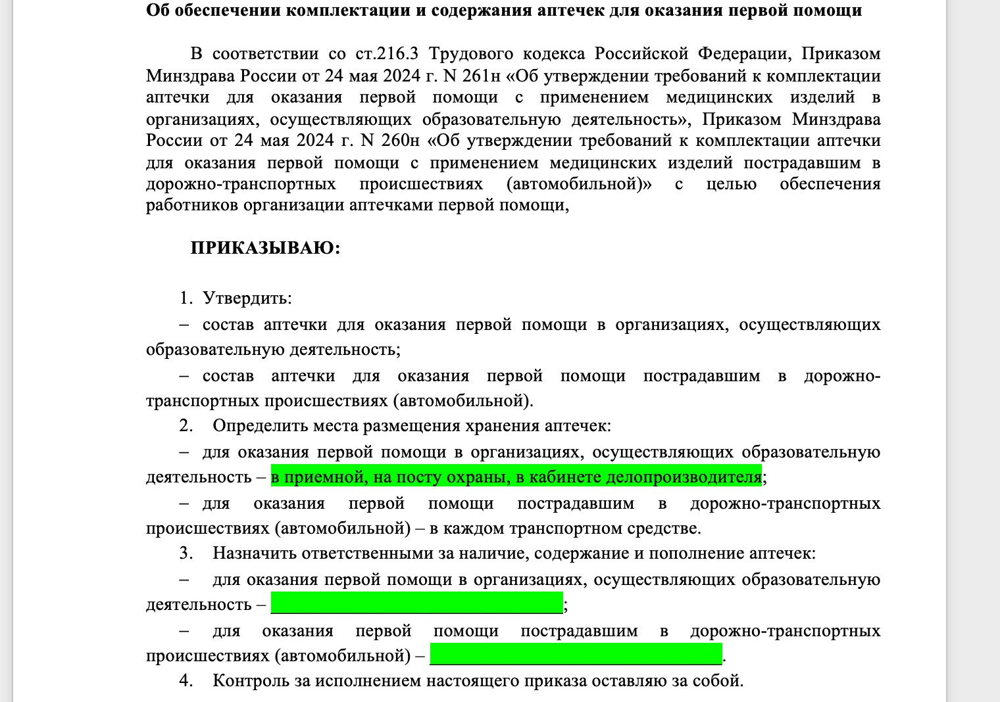 Об обеспечении комплектации и содержания аптечек для оказания первой помощи
В соответствии со ст.216.3 Трудового кодекса Российской Федерации, Приказом
Минздрава России от 24 мая 2024 г. N 261н «Об утверждении требований к комплектации
аптечки для оказания первой помощи с применением медицинских изделий в
организациях, осуществляющих образовательную деятельность», Приказом Минздрава
России от 24 мая 2024 г. N 260н «Об утверждении требований к комплектации аптечки
для оказания первой помощи с применением медицинских изделий пострадавшим в
дорожно-транспортных происшествиях (автомобильной)» с целью обеспечения
работников организации аптечками первой помощи,
ПРИКАЗЫВАЮ:
1. Утвердить:
– состав аптечки для оказания первой помощи в организациях, осуществляющих
образовательную деятельность;
– состав аптечки для оказания первой помощи пострадавшим в дорожно-
транспортных происшествиях (автомобильной).
2. Определить места размещения хранения аптечек:
– для оказания первой помощи в организациях, осуществляющих образовательную
деятельность – в приемной, на посту охраны, в кабинете делопроизводителя;
– для оказания первой помощи пострадавшим в дорожно-транспортных
происшествиях (автомобильной) – в каждом транспортном средстве.
3. Назначить ответственными за наличие, содержание и пополнение аптечек:
– для оказания первой помощи в организациях, осуществляющих образовательную
деятельность – ______________________________;
– для оказания первой помощи пострадавшим в дорожно-транспортных
происшествиях (автомобильной) – ______________________________.
4. Контроль за исполнением настоящего приказа оставляю за собой.